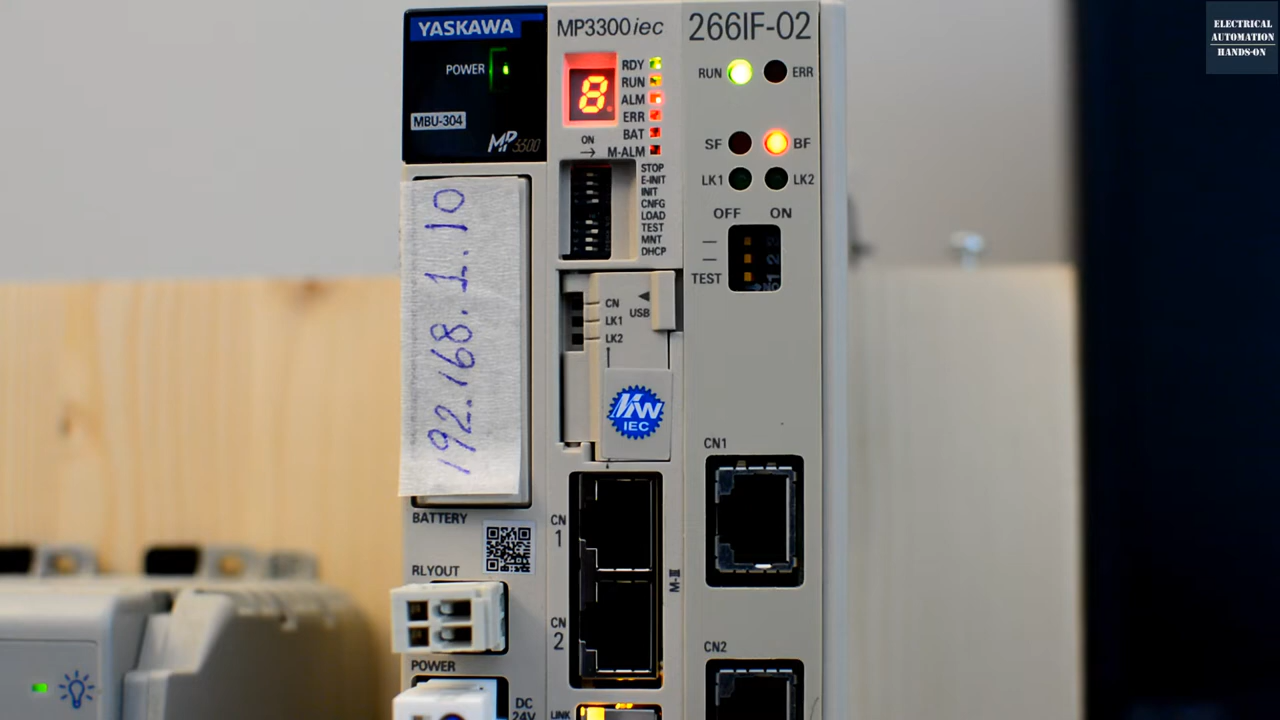 YASKAWA
POWER
MBU-304
MP3300
192.168.1.10
BATTERY
RLYOUT
POWER
DC
24V
MP3300iec
RDY
RUN
ALM
ERR
BAT
M-ALM
ON
→
STOP
E-INIT
INIT
CNFG
LOAD
TEST
MNT
DHCP
CN
LK1
LK2
USB
MW
IEC
CN
1
CN
2
M-III
LINK
266IF-02
RUN
ERR
SF
BF
LK1
LK2
OFF
ON
TEST
CN1
CN2
8.
ELECTRICAL
AUTOMATION
HANDS-ON